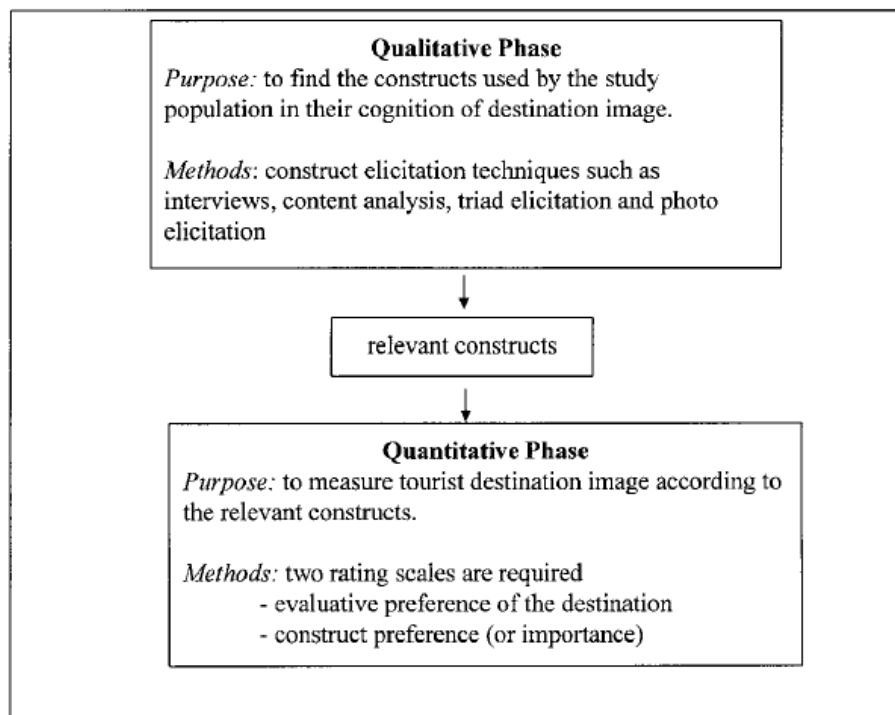 Qualitative Phase
Purpose: to find the constructs used by the study
population in their cognition of destination image.
Methods: construct elicitation techniques such as
interviews, content analysis, triad elicitation and photo
elicitation
relevant constructs
Quantitative Phase
Purpose: to measure tourist destination image according to
the relevant constructs.
Methods: two rating scales are required
- evaluative preference of the destination
- construct preference (or importance)